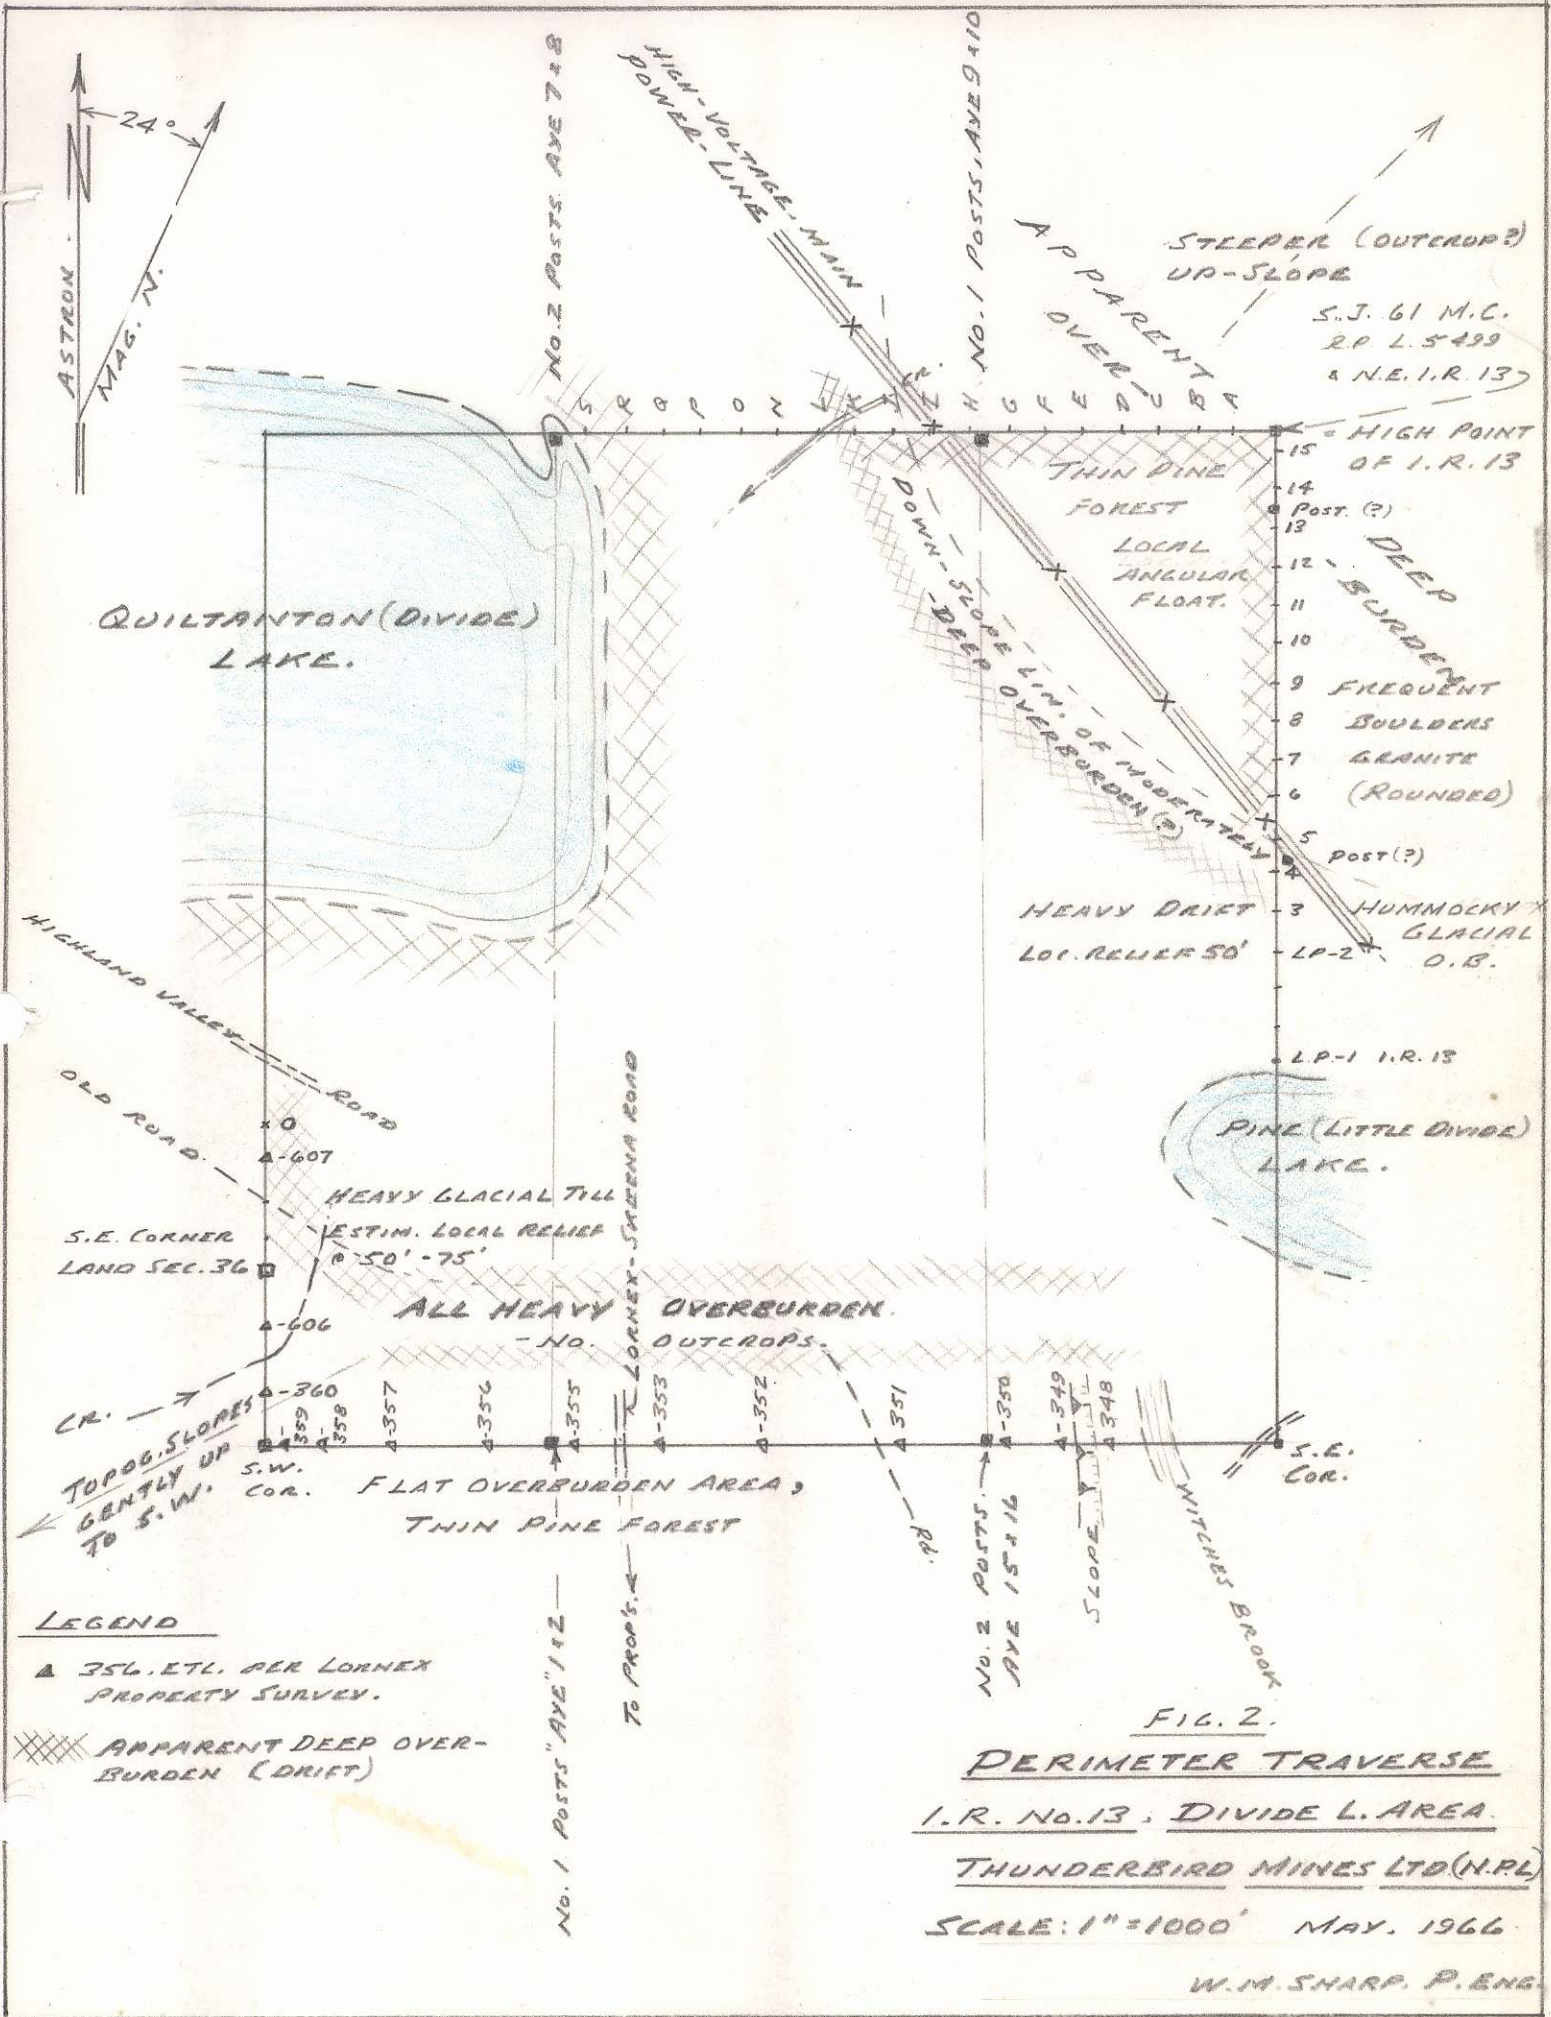 ASTRON.
N
24°
MAG. N.
NO. 2 POSTS. AYE 7 & 8
HIGH-VOLTAGE. MAIN
POWER-LINE
NO. 1 POSTS, AYE 9 & 10
APPARENT
OVER
STEEPER (OUTCROP?)
UP-SLOPE
S.J. 61 M.C.
R.P. L. 5499
& N.E. I.R. 13
= HIGH POINT
OF I.R. 13
S R Q P O N L K J I H G F E D C B A
CR.
15
14
POST. (?)
13
12
11
10
9
8
7
6
5
4
3
LP-2
L.P-1 I.R. 13
DEEP
BURDEN
THIN PINE
FOREST
LOCAL
ANGULAR
FLOAT.
DOWN-SLOPE LIM. OF MODERATELY
-DEEP OVERBURDEN (?)
FREQUENT
BOULDERS
GRANITE
(ROUNDED)
POST (?)
HEAVY DRIFT
LOC. RELIEF 50'
HUMMOCKY
GLACIAL
O.B.
QUILTANTON (DIVIDE)
LAKE.
PINE (LITTLE DIVIDE)
LAKE.
HIGHLAND VALLEY ROAD
OLD ROAD
O
-607
HEAVY GLACIAL TILL
ESTIM. LOCAL RELIEF
@ 50' - 75'
S.E. CORNER
LAND SEC. 36
-606
LORNEX-SKEENA ROAD
ALL HEAVY OVERBURDEN.
-NO. OUTCROPS.
-360
CR.
359
358
-357
-356
-355
-353
-352
-351
-350
-349
348
TOPOG. SLOPES
GENTLY UP
TO S.W.
S.W.
COR.
S.E.
COR.
FLAT OVERBURDEN AREA,
THIN PINE FOREST
RD.
SLOPE
WITCHES BROOK
NO. 2 POSTS.
AYE 15 & 16
TO PROP'S.
NO. 1 POSTS "AYE" 1 & 2
LEGEND
356. ETC. PER LORNEX
PROPERTY SURVEY.
APPARENT DEEP OVER-
BURDEN (DRIFT)
FIG. 2.
PERIMETER TRAVERSE
I.R. NO. 13, DIVIDE L. AREA.
THUNDERBIRD MINES LTD (N.P.L)
SCALE: 1" = 1000' MAY. 1966
W.M. SHARP. P. ENG.